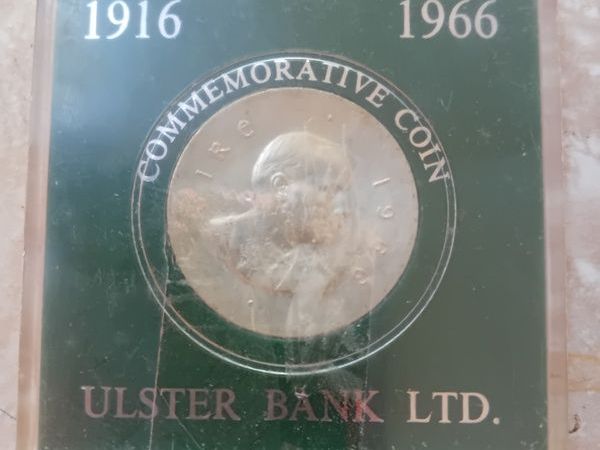 1916 1966
COMMEMORATIVE COIN
ULSTER BANK LTD.